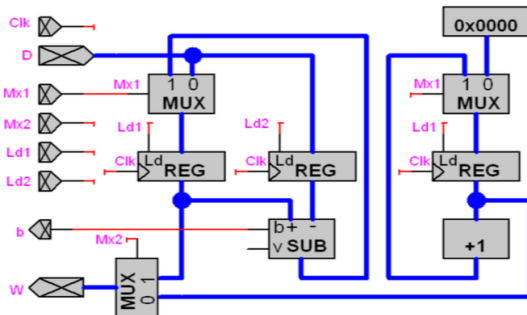 Clk
0x0000
D
1 0
1 0
Mx1
Mx1
MUX
Mx1
MUX
Mx2
Ld1
Ld2
Ld1
Ld1
Clk
Ld
REG
Clk
Ld
REG
Clk
Ld
REG
Ld2
b
b + -
v SUB
+1
Mx2
W
MUX
0 1